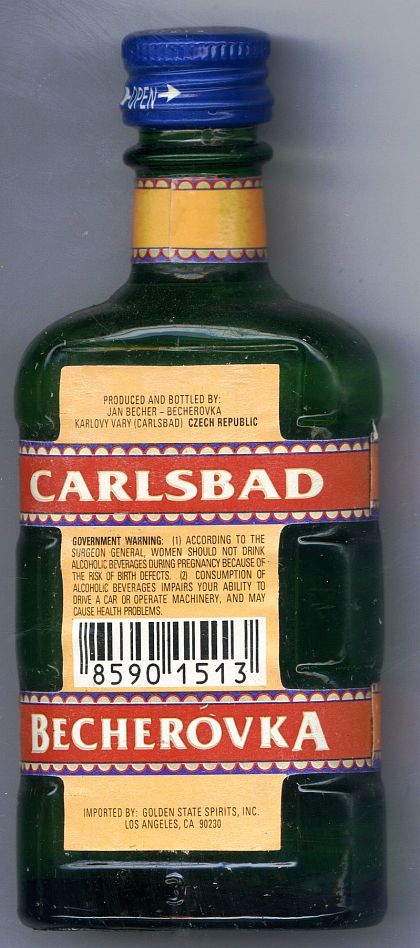 OPEN
PRODUCED AND BOTTLED BY:
JAN BECHER – BECHEROVKA
KARLOVY VARY (CARLSBAD) CZECH REPUBLIC
CARLSBAD
GOVERNMENT WARNING: (1) ACCORDING TO THE
SURGEON GENERAL, WOMEN SHOULD NOT DRINK
ALCOHOLIC BEVERAGES DURING PREGNANCY BECAUSE OF
THE RISK OF BIRTH DEFECTS. (2) CONSUMPTION OF
ALCOHOLIC BEVERAGES IMPAIRS YOUR ABILITY TO
DRIVE A CAR OR OPERATE MACHINERY, AND MAY
CAUSE HEALTH PROBLEMS.
8590 1513
BECHEROVKA
IMPORTED BY: GOLDEN STATE SPIRITS, INC.
LOS ANGELES, CA 90230